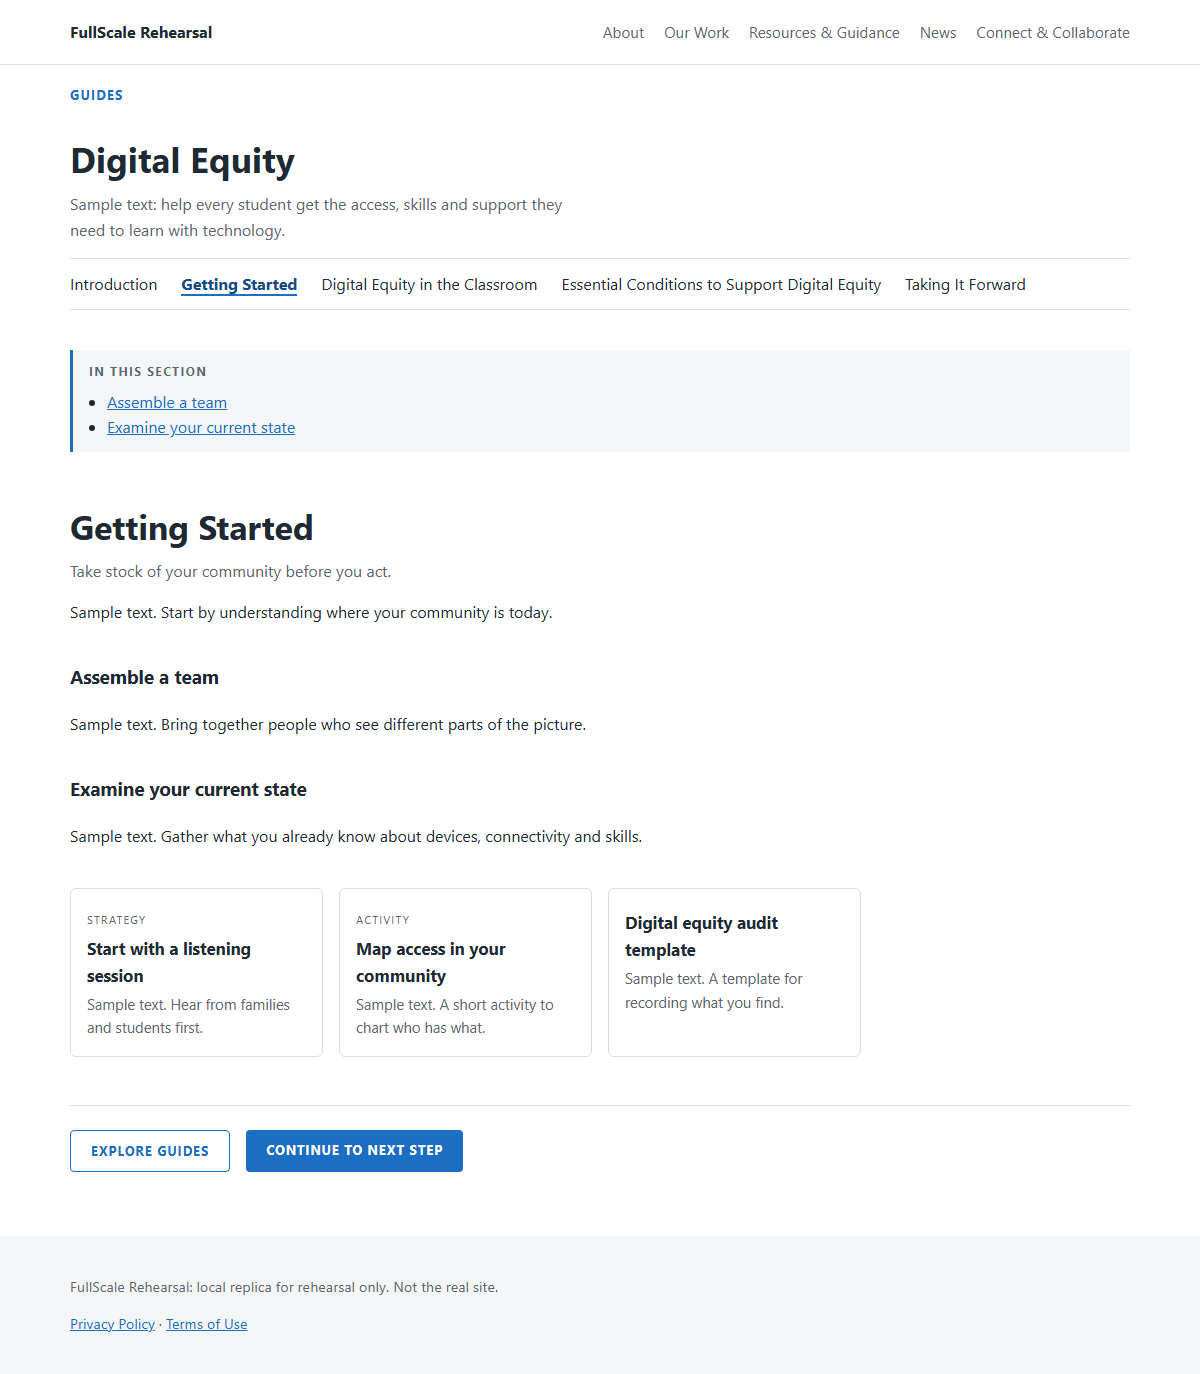 FullScale Rehearsal
About
Our Work
Resources & Guidance
News
Connect & Collaborate
GUIDES
Digital Equity
Sample text: help every student get the access, skills and support they
need to learn with technology.
Introduction
Getting Started
Digital Equity in the Classroom
Essential Conditions to Support Digital Equity
Taking It Forward
IN THIS SECTION
Assemble a team
Examine your current state
Getting Started
Take stock of your community before you act.
Sample text. Start by understanding where your community is today.
Assemble a team
Sample text. Bring together people who see different parts of the picture.
Examine your current state
Sample text. Gather what you already know about devices, connectivity and skills.
STRATEGY
Start with a listening
session
Sample text. Hear from families
and students first.
ACTIVITY
Map access in your
community
Sample text. A short activity to
chart who has what.
Digital equity audit
template
Sample text. A template for
recording what you find.
EXPLORE GUIDES
CONTINUE TO NEXT STEP
FullScale Rehearsal: local replica for rehearsal only. Not the real site.
Privacy Policy · Terms of Use